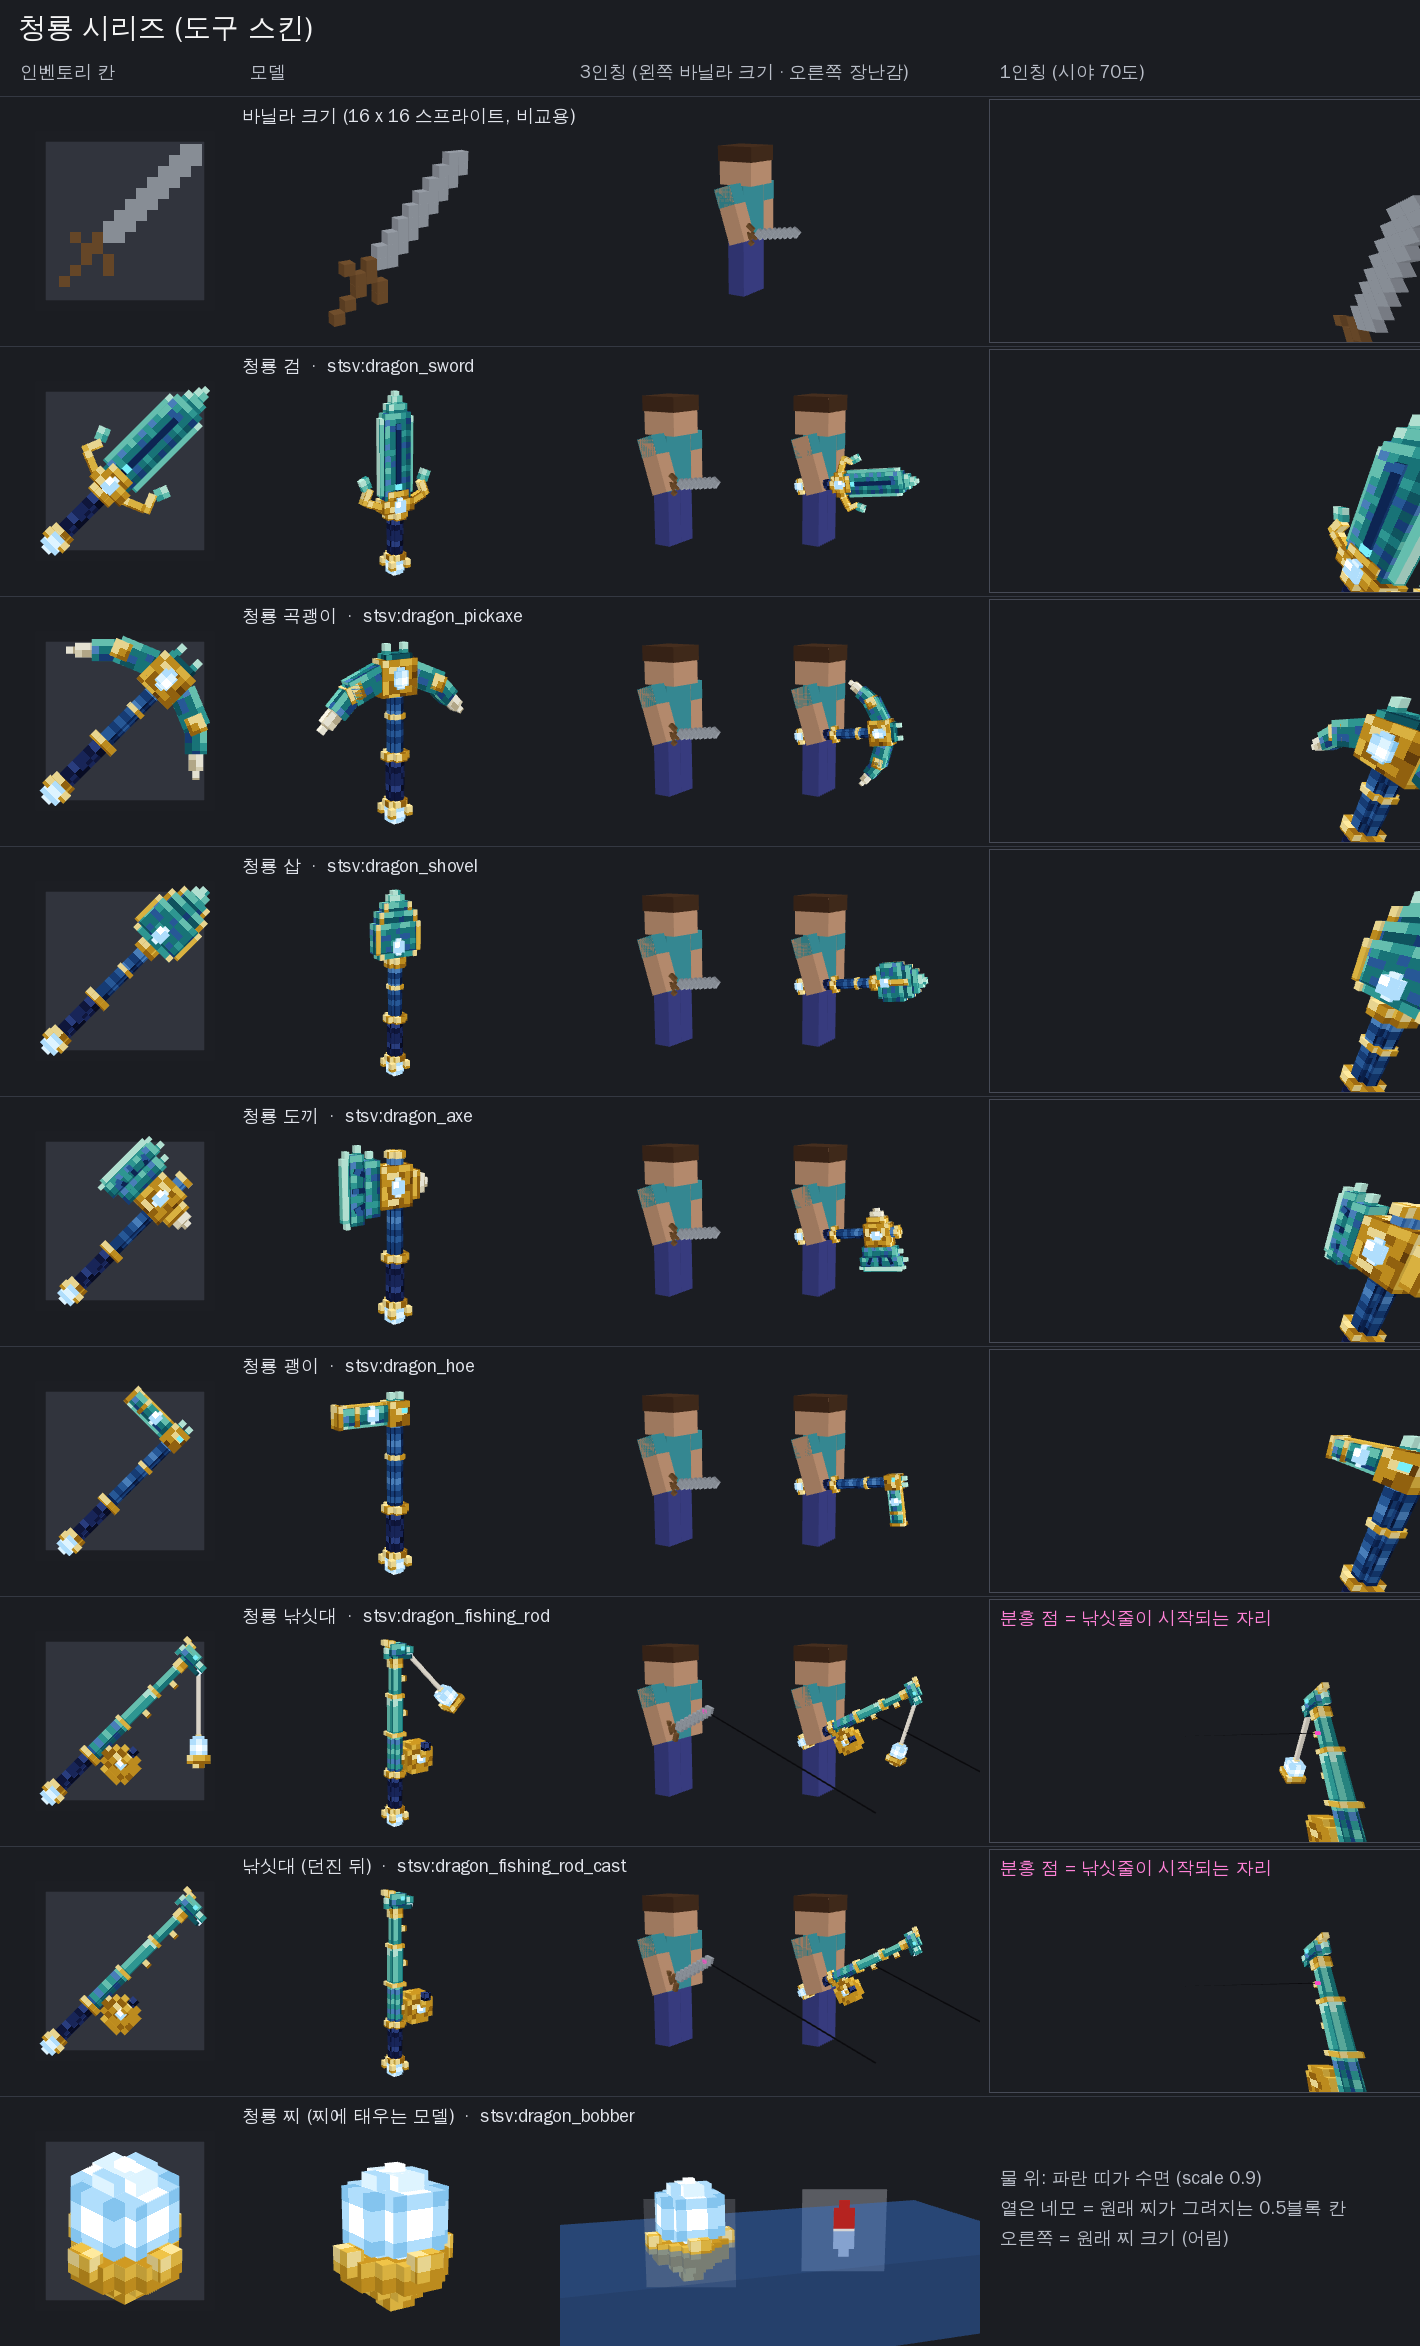 청룡 시리즈 (도구 스킨)
인벤토리 칸
모델
3인칭 (왼쪽 바닐라 크기 · 오른쪽 장난감)
1인칭 (시야 70도)
바닐라 크기 (16 x 16 스프라이트, 비교용)
청룡 검 · stsv:dragon_sword
청룡 곡괭이 · stsv:dragon_pickaxe
청룡 삽 · stsv:dragon_shovel
청룡 도끼 · stsv:dragon_axe
청룡 괭이 · stsv:dragon_hoe
청룡 낚싯대 · stsv:dragon_fishing_rod
분홍 점 = 낚싯줄이 시작되는 자리
낚싯대 (던진 뒤) · stsv:dragon_fishing_rod_cast
분홍 점 = 낚싯줄이 시작되는 자리
청룡 찌 (찌에 태우는 모델) · stsv:dragon_bobber
물 위: 파란 띠가 수면 (scale 0.9)
옅은 네모 = 원래 찌가 그려지는 0.5블록 칸
오른쪽 = 원래 찌 크기 (어림)